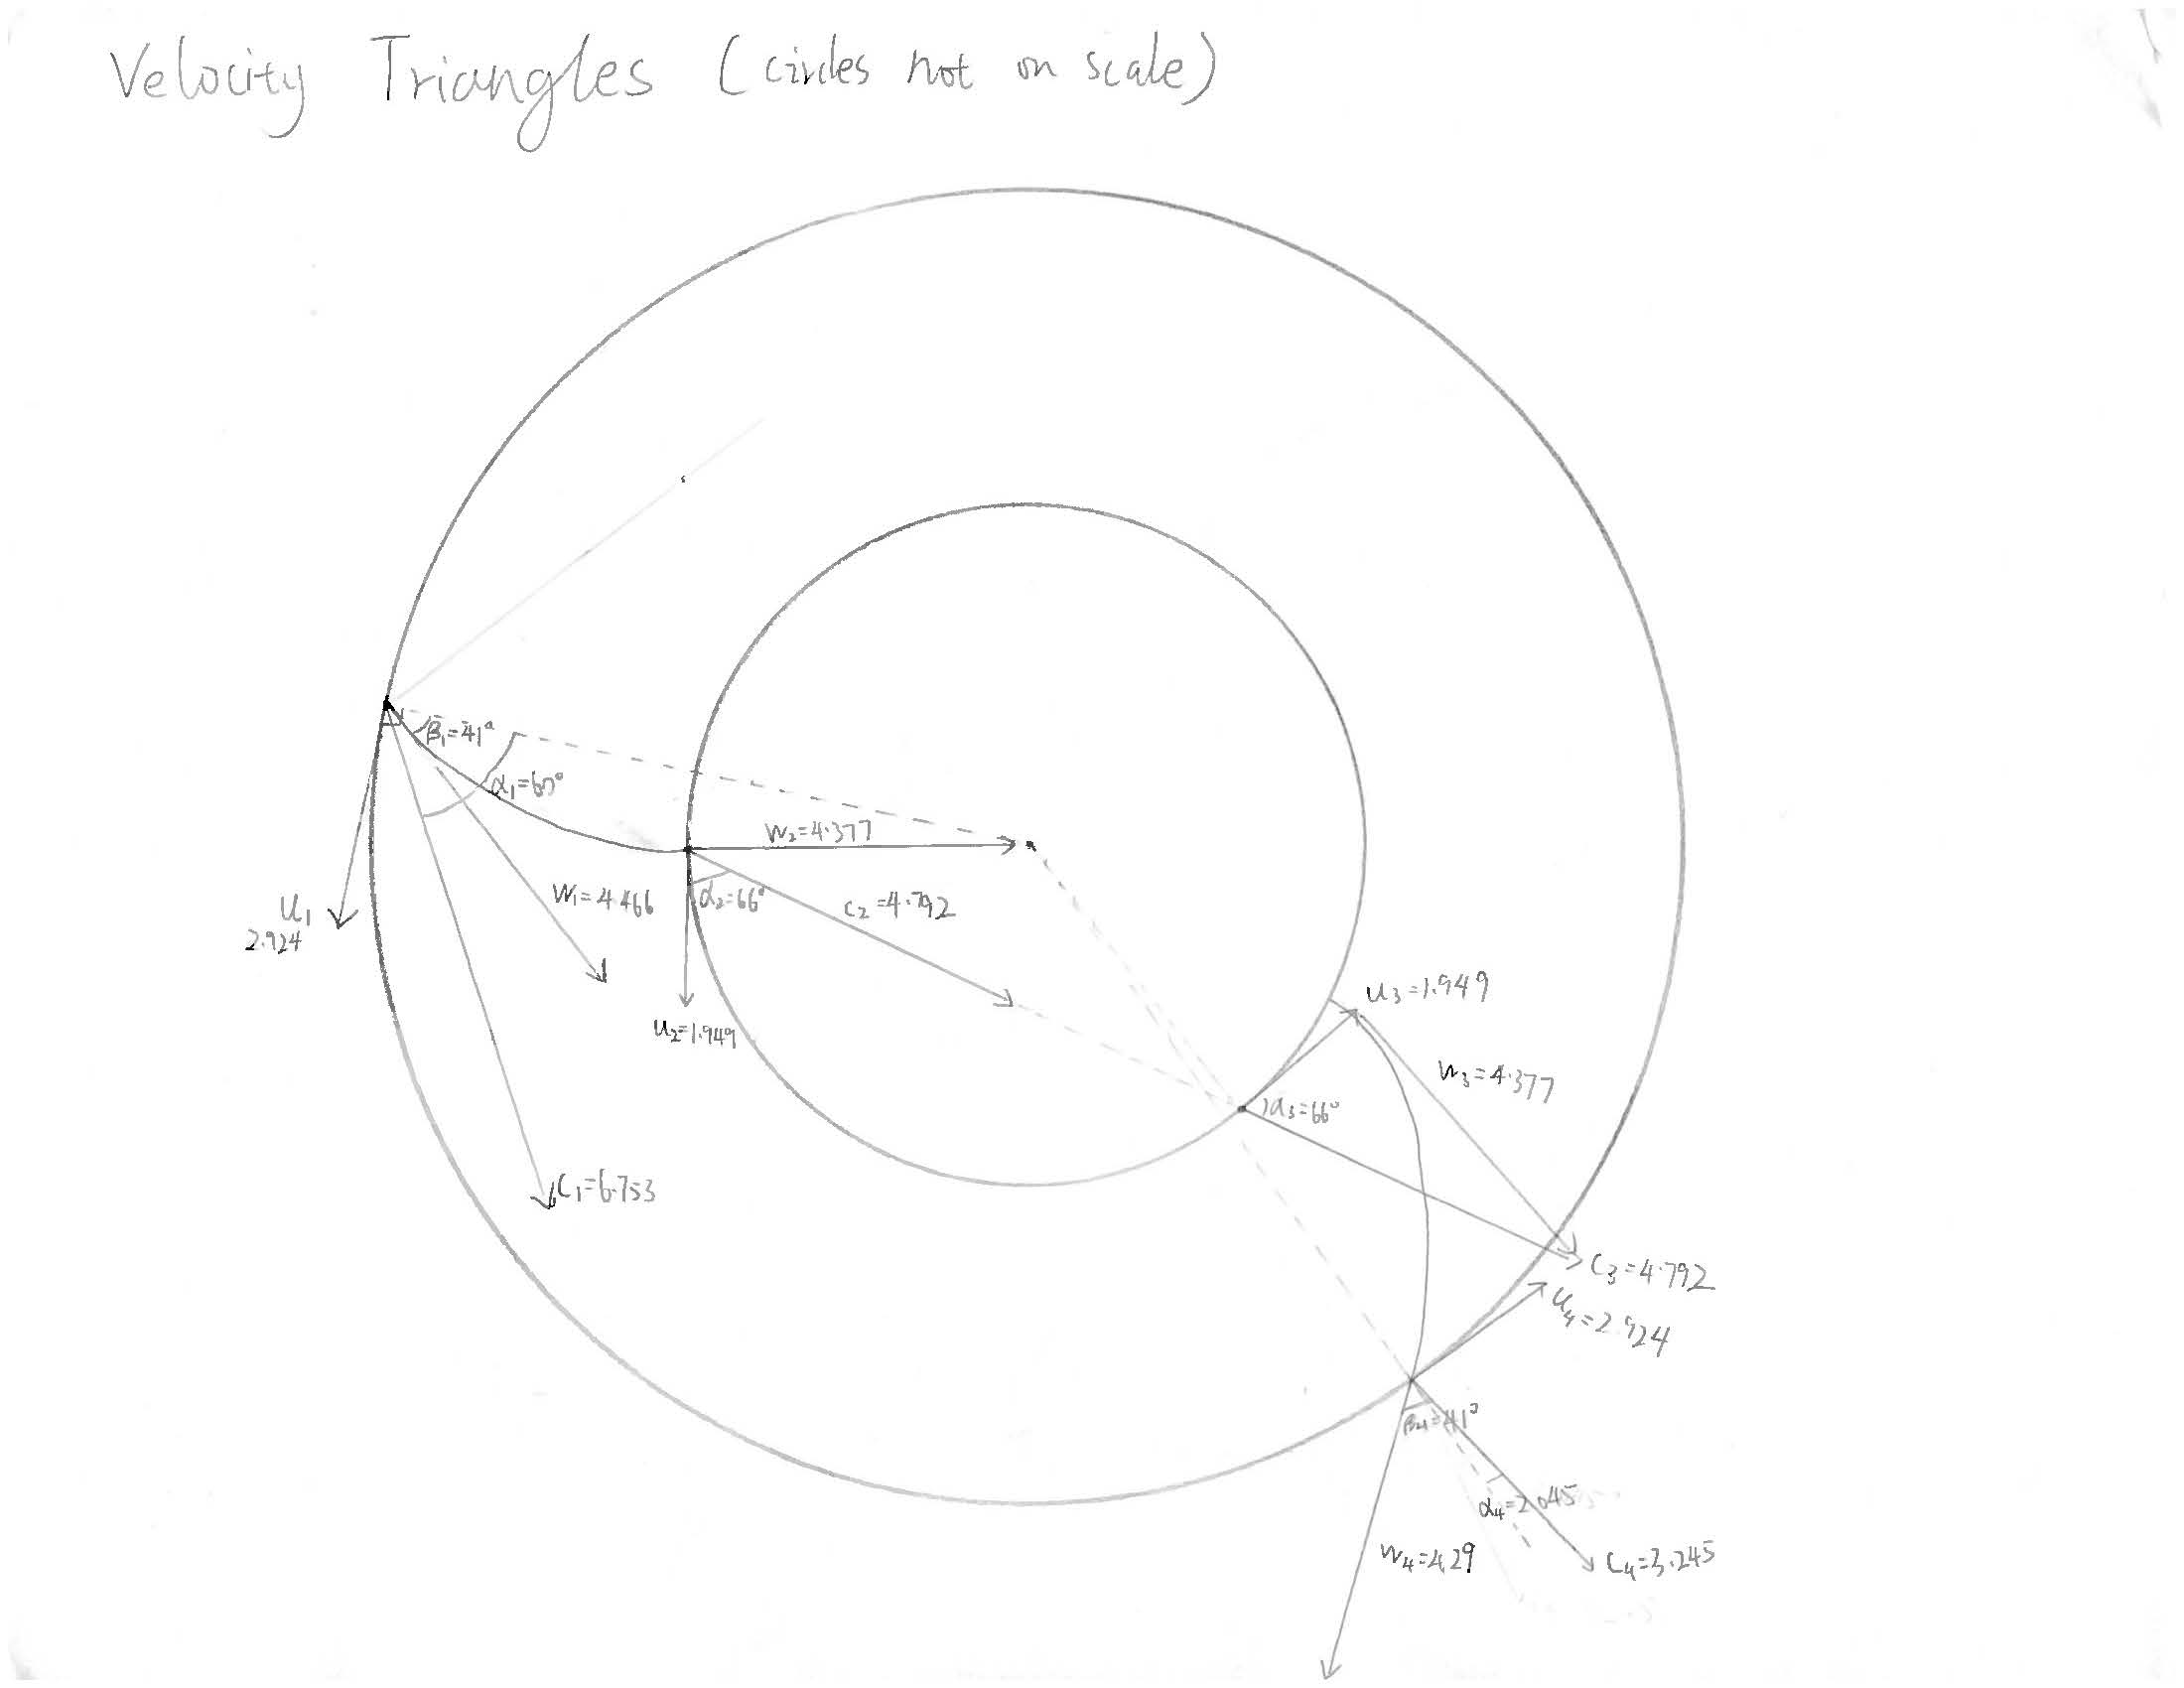 Velocity Triangles (circles not on scale)
β₁=41°
α₁=60°
W₂=4.377
W₁=4.466
α₂=66°
C₂=4.792
U₁
2.924
U₂=1.949
U₃=1.949
W₃=4.377
α₃=66°
C₁=6.753
C₃=4.792
U₄=2.924
β₄=41°
α₄=2.045
W₄=4.29
C₄=3.245